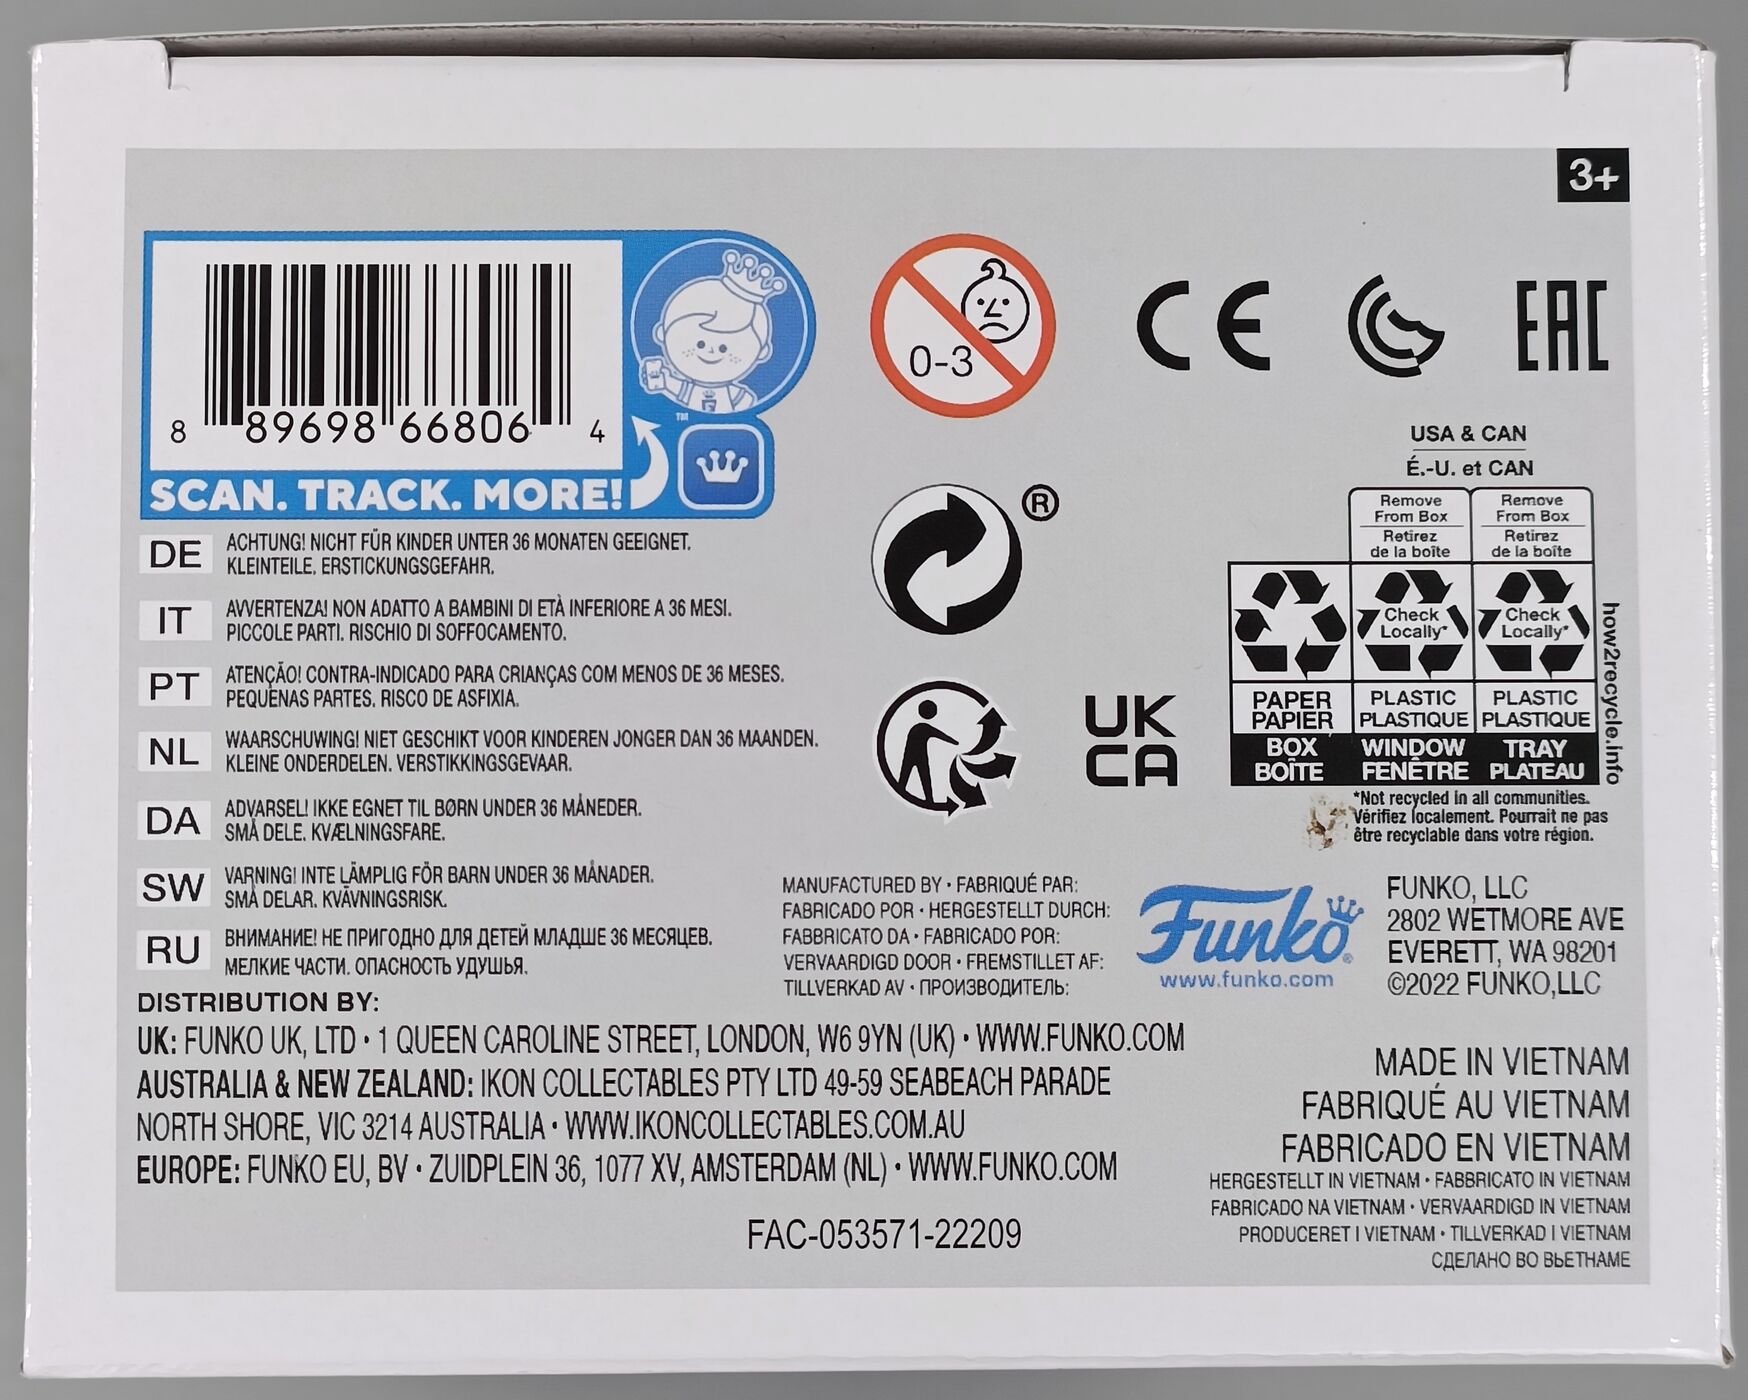 3+
8 89698 66806 4
™
SCAN. TRACK. MORE!
0-3
CE
EAC
®
USA & CAN
É.-U. et CAN
Remove
From Box
Retirez
de la boîte
Remove
From Box
Retirez
de la boîte
Check
Locally*
Check
Locally*
PAPER
PAPIER
PLASTIC
PLASTIQUE
PLASTIC
PLASTIQUE
BOX
BOÎTE
WINDOW
FENÊTRE
TRAY
PLATEAU
how2recycle.info
*Not recycled in all communities.
Vérifiez localement. Pourrait ne pas
être recyclable dans votre région.
UK
CA
DE ACHTUNG! NICHT FÜR KINDER UNTER 36 MONATEN GEEIGNET.
KLEINTEILE. ERSTICKUNGSGEFAHR.
IT AVVERTENZA! NON ADATTO A BAMBINI DI ETÀ INFERIORE A 36 MESI.
PICCOLE PARTI. RISCHIO DI SOFFOCAMENTO.
PT ATENÇÃO! CONTRA-INDICADO PARA CRIANÇAS COM MENOS DE 36 MESES.
PEQUENAS PARTES. RISCO DE ASFIXIA.
NL WAARSCHUWING! NIET GESCHIKT VOOR KINDEREN JONGER DAN 36 MAANDEN.
KLEINE ONDERDELEN. VERSTIKKINGSGEVAAR.
DA ADVARSEL! IKKE EGNET TIL BØRN UNDER 36 MÅNEDER.
SMÅ DELE. KVÆLNINGSFARE.
SW VARNING! INTE LÄMPLIG FÖR BARN UNDER 36 MÅNADER.
SMÅ DELAR. KVÄVNINGSRISK.
RU ВНИМАНИЕ! НЕ ПРИГОДНО ДЛЯ ДЕТЕЙ МЛАДШЕ 36 МЕСЯЦЕВ.
МЕЛКИЕ ЧАСТИ. ОПАСНОСТЬ УДУШЬЯ.
MANUFACTURED BY • FABRIQUÉ PAR:
FABRICADO POR • HERGESTELLT DURCH:
FABBRICATO DA • FABRICADO POR:
VERVAARDIGD DOOR • FREMSTILLET AF:
TILLVERKAD AV • ПРОИЗВОДИТЕЛЬ:
Funko®
www.funko.com
FUNKO, LLC
2802 WETMORE AVE
EVERETT, WA 98201
©2022 FUNKO,LLC
DISTRIBUTION BY:
UK: FUNKO UK, LTD • 1 QUEEN CAROLINE STREET, LONDON, W6 9YN (UK) • WWW.FUNKO.COM
AUSTRALIA & NEW ZEALAND: IKON COLLECTABLES PTY LTD 49-59 SEABEACH PARADE
NORTH SHORE, VIC 3214 AUSTRALIA • WWW.IKONCOLLECTABLES.COM.AU
EUROPE: FUNKO EU, BV • ZUIDPLEIN 36, 1077 XV, AMSTERDAM (NL) • WWW.FUNKO.COM
FAC-053571-22209
MADE IN VIETNAM
FABRIQUÉ AU VIETNAM
FABRICADO EN VIETNAM
HERGESTELLT IN VIETNAM • FABBRICATO IN VIETNAM
FABRICADO NA VIETNAM • VERVAARDIGD IN VIETNAM
PRODUCERET I VIETNAM • TILLVERKAD I VIETNAM
СДЕЛАНО ВО ВЬЕТНАМЕ